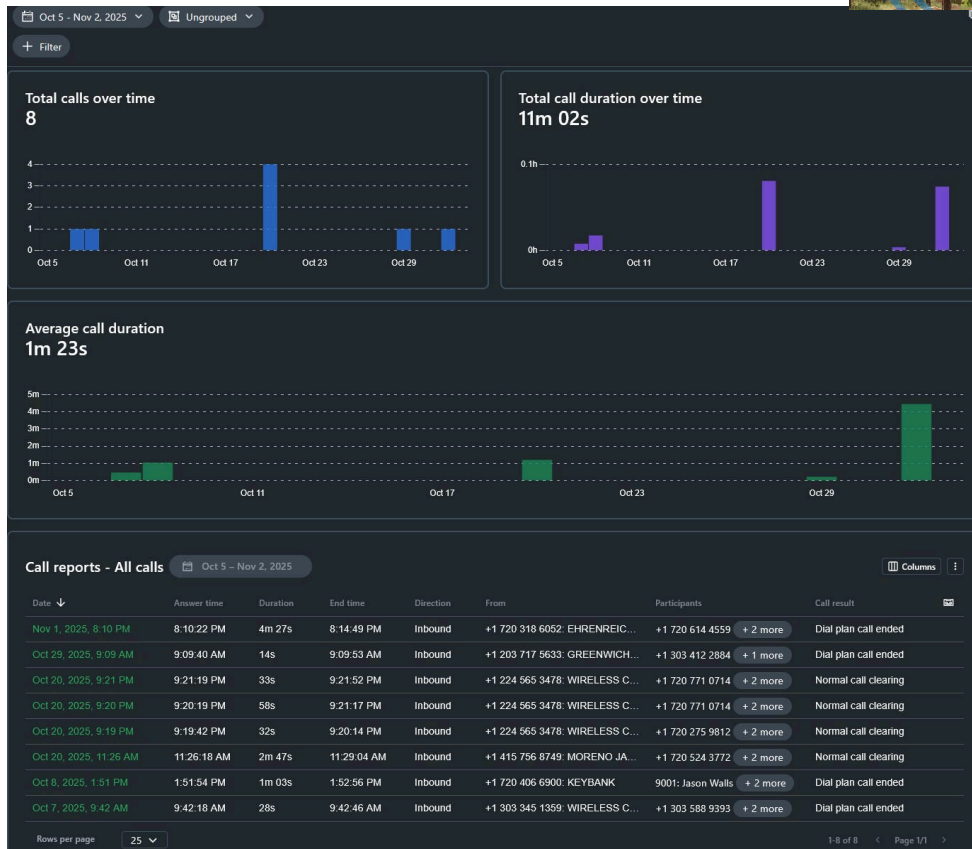 Oct 5 - Nov 2, 2025 Ungrouped
+ Filter
Total calls over time
8
4
3
2
1
0
Oct 5 Oct 11 Oct 17 Oct 23 Oct 29
Total call duration over time
11m 02s
0.1h
0h
Oct 5 Oct 11 Oct 17 Oct 23 Oct 29
Average call duration
1m 23s
5m
4m
3m
2m
1m
0m
Oct 5 Oct 11 Oct 17 Oct 23 Oct 29
Call reports - All calls Oct 5 – Nov 2, 2025 Columns
Date Answer time Duration End time Direction From Participants Call result
Nov 1, 2025, 8:10 PM 8:10:22 PM 4m 27s 8:14:49 PM Inbound +1 720 318 6052: EHRENREIC... +1 720 614 4559 + 2 more Dial plan call ended
Oct 29, 2025, 9:09 AM 9:09:40 AM 14s 9:09:53 AM Inbound +1 203 717 5633: GREENWICH... +1 303 412 2884 + 1 more Dial plan call ended
Oct 20, 2025, 9:21 PM 9:21:19 PM 33s 9:21:52 PM Inbound +1 224 565 3478: WIRELESS C... +1 720 771 0714 + 2 more Normal call clearing
Oct 20, 2025, 9:20 PM 9:20:19 PM 58s 9:21:17 PM Inbound +1 224 565 3478: WIRELESS C... +1 720 771 0714 + 2 more Normal call clearing
Oct 20, 2025, 9:19 PM 9:19:42 PM 32s 9:20:14 PM Inbound +1 224 565 3478: WIRELESS C... +1 720 275 9812 + 2 more Normal call clearing
Oct 20, 2025, 11:26 AM 11:26:18 AM 2m 47s 11:29:04 AM Inbound +1 415 756 8749: MORENO JA... +1 720 524 3772 + 2 more Normal call clearing
Oct 8, 2025, 1:51 PM 1:51:54 PM 1m 03s 1:52:56 PM Inbound +1 720 406 6900: KEYBANK 9001: Jason Walls + 2 more Dial plan call ended
Oct 7, 2025, 9:42 AM 9:42:18 AM 28s 9:42:46 AM Inbound +1 303 345 1359: WIRELESS C... +1 303 588 9393 + 2 more Dial plan call ended
Rows per page 25 1-8 of 8 Page 1/1